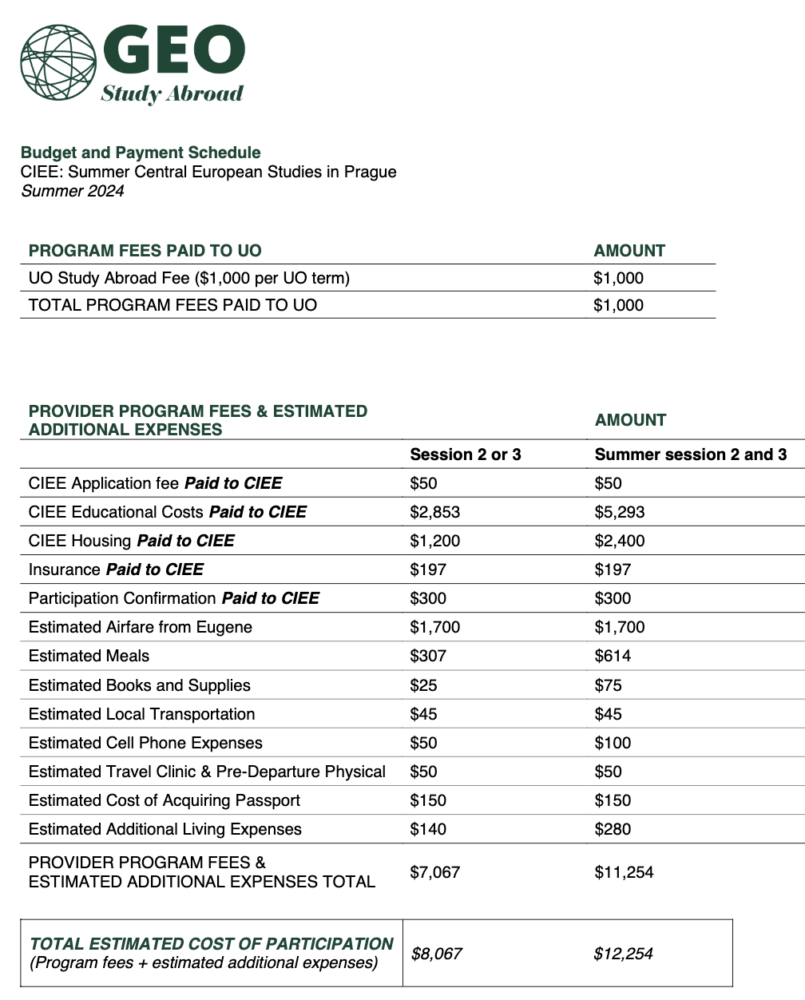 GEO
Study Abroad
Budget and Payment Schedule
CIEE: Summer Central European Studies in Prague
Summer 2024
PROGRAM FEES PAID TO UO AMOUNT
UO Study Abroad Fee ($1,000 per UO term) $1,000
TOTAL PROGRAM FEES PAID TO UO $1,000
PROVIDER PROGRAM FEES & ESTIMATED
ADDITIONAL EXPENSES AMOUNT
Session 2 or 3 Summer session 2 and 3
CIEE Application fee Paid to CIEE $50 $50
CIEE Educational Costs Paid to CIEE $2,853 $5,293
CIEE Housing Paid to CIEE $1,200 $2,400
Insurance Paid to CIEE $197 $197
Participation Confirmation Paid to CIEE $300 $300
Estimated Airfare from Eugene $1,700 $1,700
Estimated Meals $307 $614
Estimated Books and Supplies $25 $75
Estimated Local Transportation $45 $45
Estimated Cell Phone Expenses $50 $100
Estimated Travel Clinic & Pre-Departure Physical $50 $50
Estimated Cost of Acquiring Passport $150 $150
Estimated Additional Living Expenses $140 $280
PROVIDER PROGRAM FEES &
ESTIMATED ADDITIONAL EXPENSES TOTAL $7,067 $11,254
TOTAL ESTIMATED COST OF PARTICIPATION
(Program fees + estimated additional expenses) $8,067 $12,254